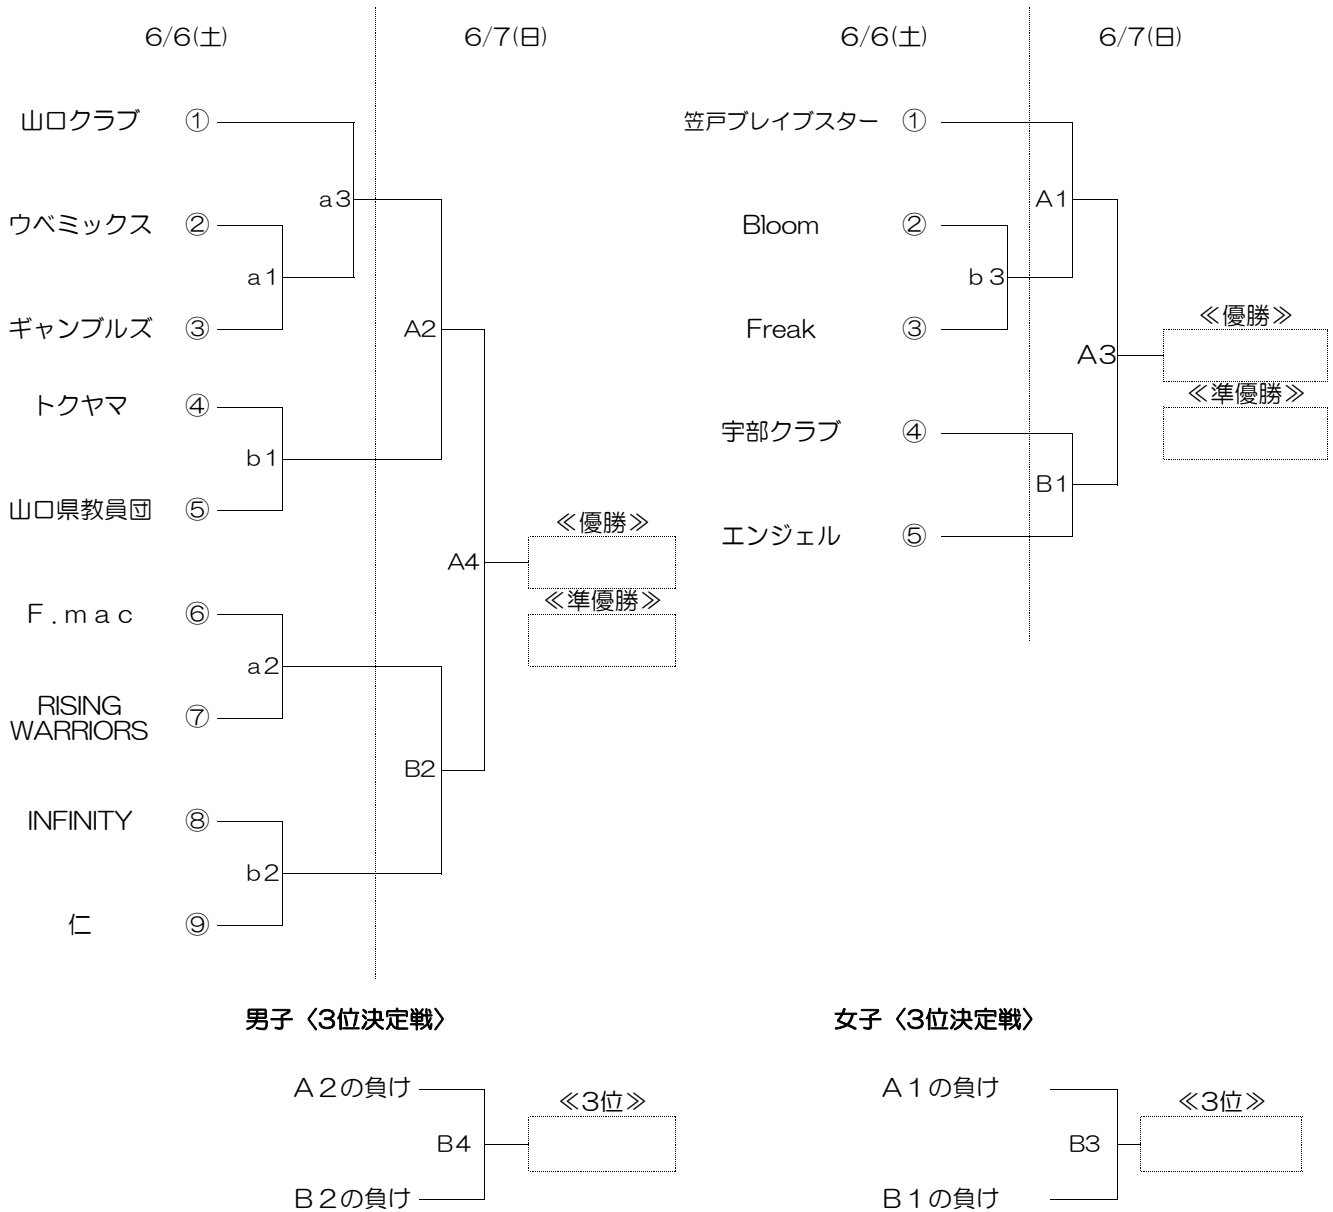 6/6(土)
6/7(日)
山口クラブ ①
a3
ウベミックス ②
a1
ギャンブルズ ③
A2
トクヤマ ④
b1
山口県教員団 ⑤
≪優勝≫
A4
≪準優勝≫
F.mac ⑥
a2
RISING
WARRIORS ⑦
B2
INFINITY ⑧
b2
仁 ⑨
男子〈3位決定戦〉
A2の負け
≪3位≫
B4
B2の負け
6/6(土)
6/7(日)
笠戸ブレイブスター ①
A1
Bloom ②
b3
Freak ③
≪優勝≫
A3
≪準優勝≫
宇部クラブ ④
B1
エンジェル ⑤
女子〈3位決定戦〉
A1の負け
≪3位≫
B3
B1の負け